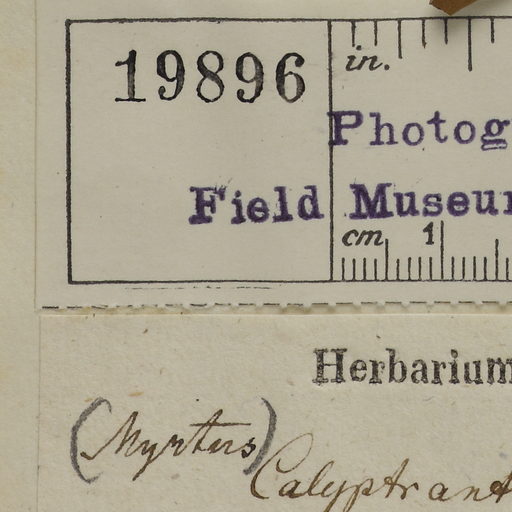 19896
in.
Photog
Field Museu
cm 1
Herbarium
(Myrtus)
Calyptrant